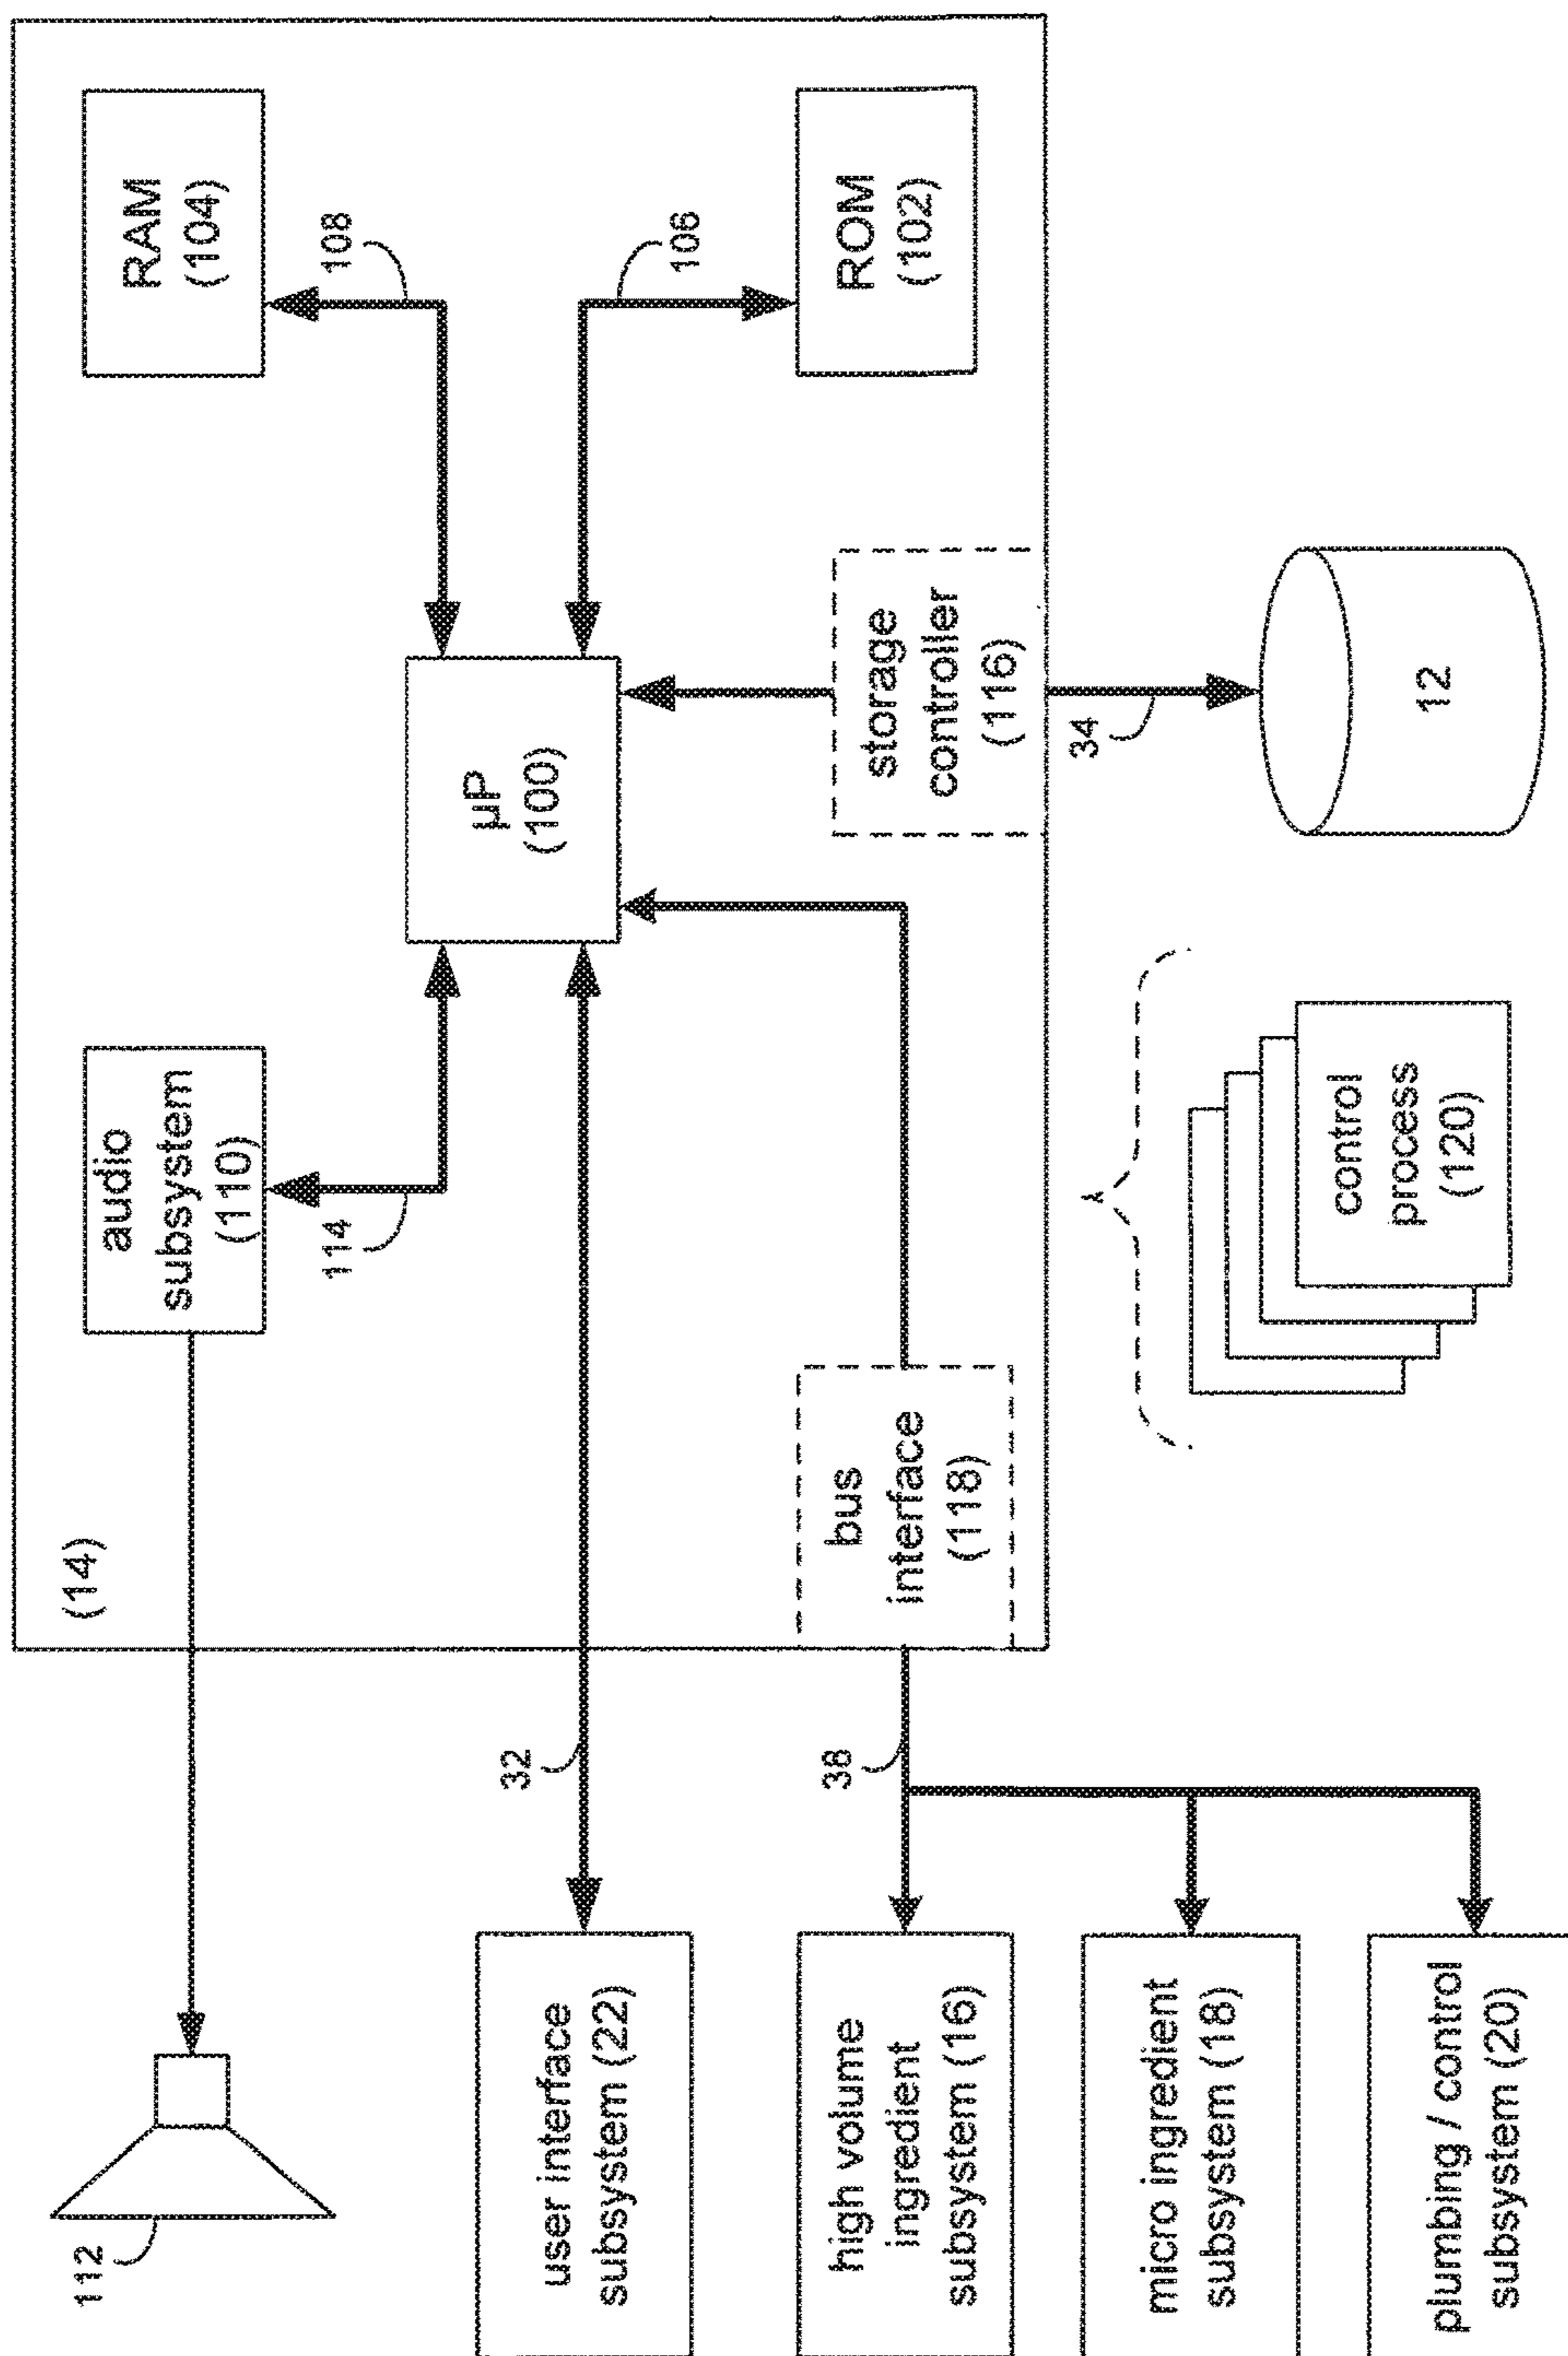 112
(14)
audio
subsystem
(110)
114
RAM
(104)
108
user interface
subsystem (22)
32
µP
(100)
106
high volume
ingredient
subsystem (16)
38
bus
interface
(118)
storage
controller
(116)
ROM
(102)
34
micro ingredient
subsystem (18)
plumbing / control
subsystem (20)
control
process
(120)
12